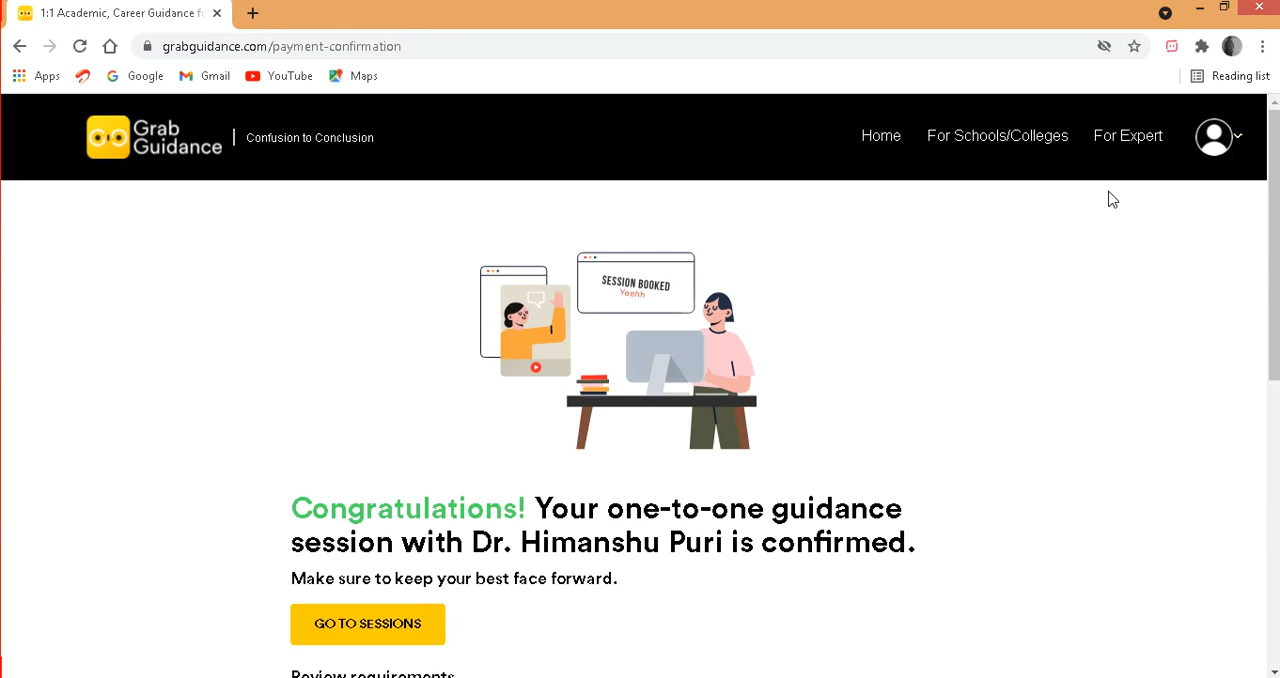 1:1 Academic, Career Guidance fo
grabguidance.com/payment-confirmation
Apps Google Gmail YouTube Maps Reading list
Grab Guidance | Confusion to Conclusion Home For Schools/Colleges For Expert
SESSION BOOKED
Yeehh
Congratulations! Your one-to-one guidance
session with Dr. Himanshu Puri is confirmed.
Make sure to keep your best face forward.
GO TO SESSIONS
Review requirements